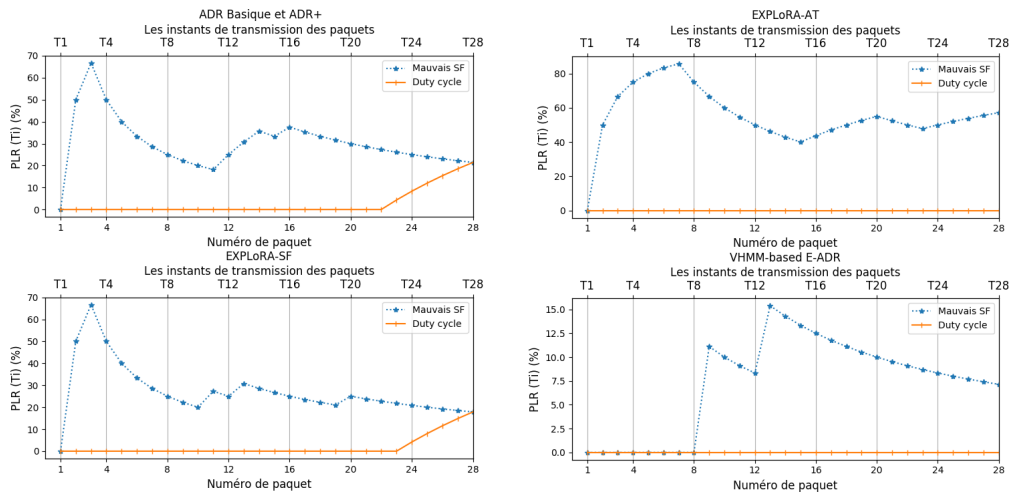 ADR Basique et ADR+
Les instants de transmission des paquets
T1 T4 T8 T12 T16 T20 T24 T28
70
60
50
40
30
20
10
0
PLR (Ti) (%)
Mauvais SF
Duty cycle
1 4 8 12 16 20 24 28
Numéro de paquet
EXPLoRA-AT
Les instants de transmission des paquets
T1 T4 T8 T12 T16 T20 T24 T28
80
60
40
20
0
PLR (Ti) (%)
Mauvais SF
Duty cycle
1 4 8 12 16 20 24 28
Numéro de paquet
EXPLoRA-SF
Les instants de transmission des paquets
T1 T4 T8 T12 T16 T20 T24 T28
70
60
50
40
30
20
10
0
PLR (Ti) (%)
Mauvais SF
Duty cycle
1 4 8 12 16 20 24 28
Numéro de paquet
VHMM-based E-ADR
Les instants de transmission des paquets
T1 T4 T8 T12 T16 T20 T24 T28
15.0
12.5
10.0
7.5
5.0
2.5
0.0
PLR (Ti) (%)
Mauvais SF
Duty cycle
1 4 8 12 16 20 24 28
Numéro de paquet